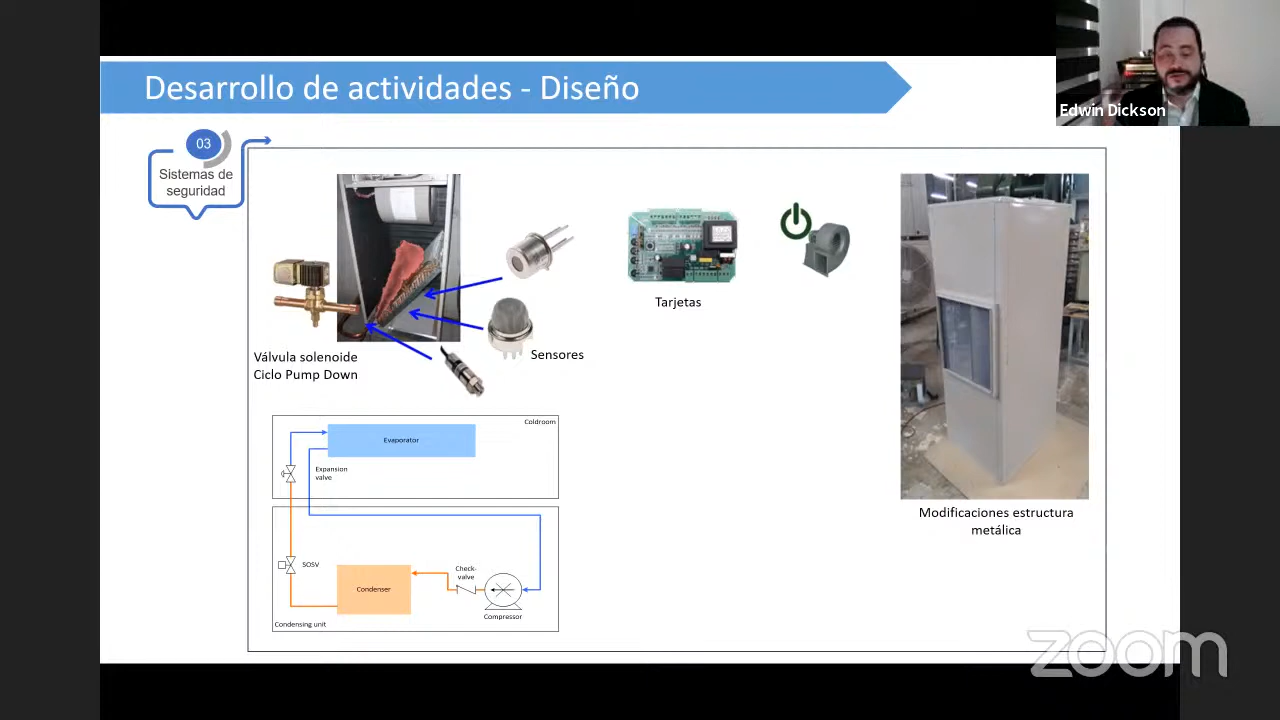 Desarrollo de actividades - Diseño
Edwin Dickson
03
Sistemas de
seguridad
Válvula solenoide
Ciclo Pump Down
Sensores
Tarjetas
Modificaciones estructura
metálica
Coldroom
Evaporator
Expansion
valve
SOSV
Condenser
Check-
valve
Compressor
Condensing unit
zoom